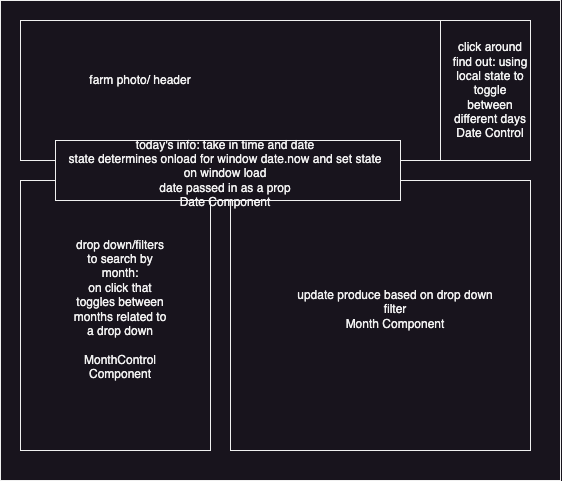 farm photo/ header
click around
find out: using
local state to
toggle
between
different days
Date Control
today's info: take in time and date
state determines onload for window date.now and set state
on window load
date passed in as a prop
Date Component
drop down/filters
to search by
month:
on click that
toggles between
months related to
a drop down
MonthControl
Component
update produce based on drop down
filter
Month Component